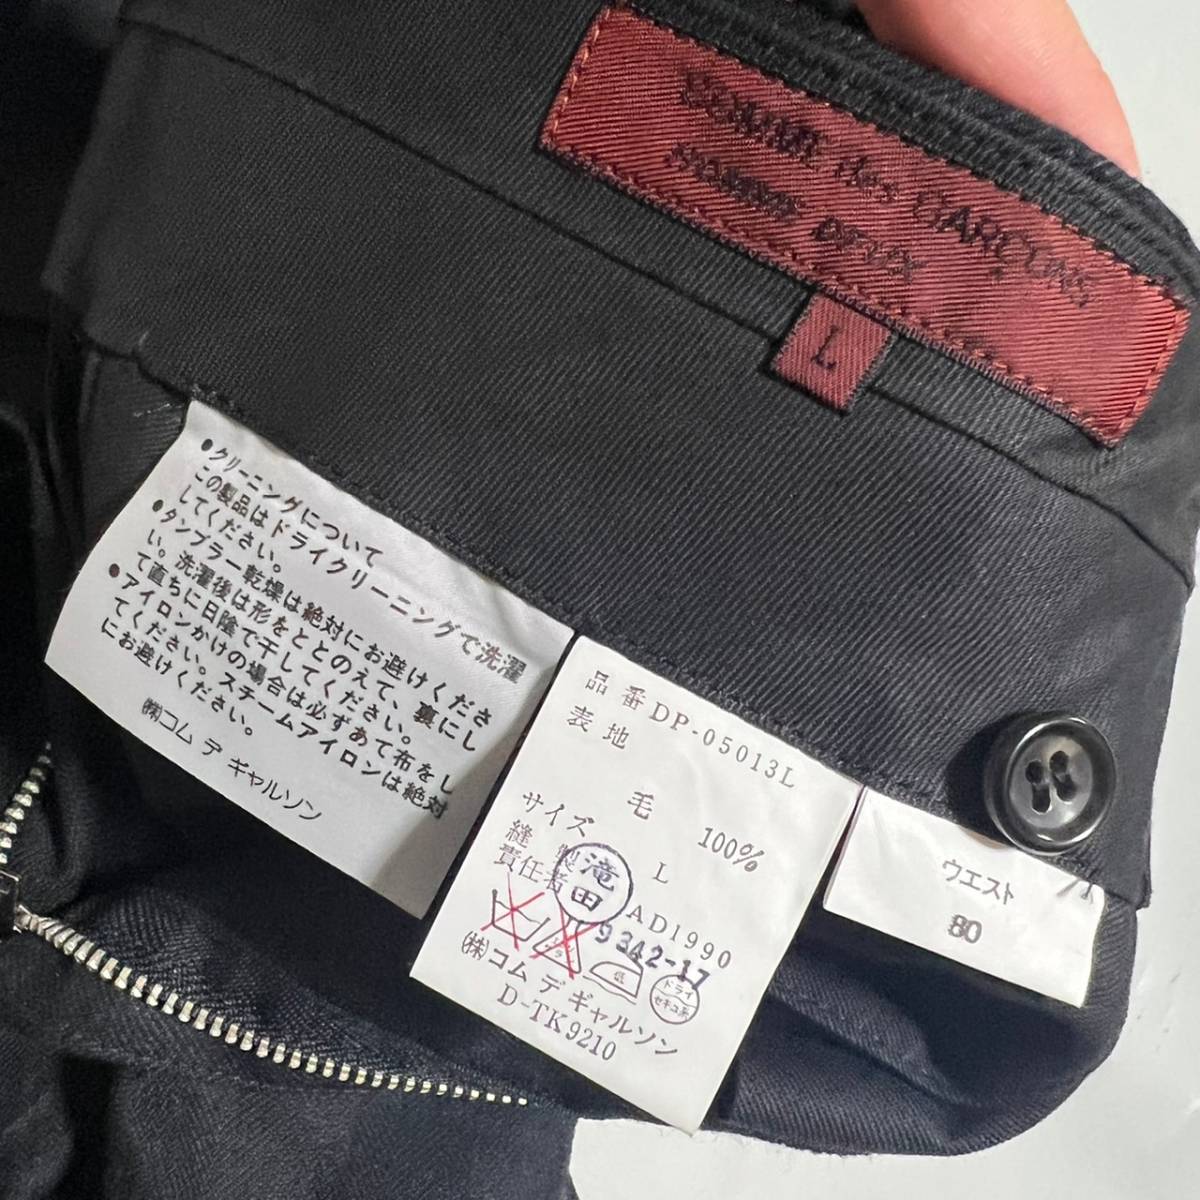 COMME des GARÇONS
HOMME DEUX
L
●クリーニングについて
この製品はドライクリーニングで洗濯
してください。
●タンブラー乾燥は絶対にお避けくださ
い。洗濯後は形をととのえて、裏にし
て直ちに日陰で干してください。
●アイロンかけの場合は必ずあて布をし
てください。スチームアイロンは絶対
にお避けください。
㈱コム デ ギャルソン
品番 DP-05013L
表地
毛 100%
サイズ L
縫製
責任者 滝田 AD1990
9342-17
低 ドライ セキユ系
㈱コム デ ギャルソン
D-TK9210
ウエスト
80